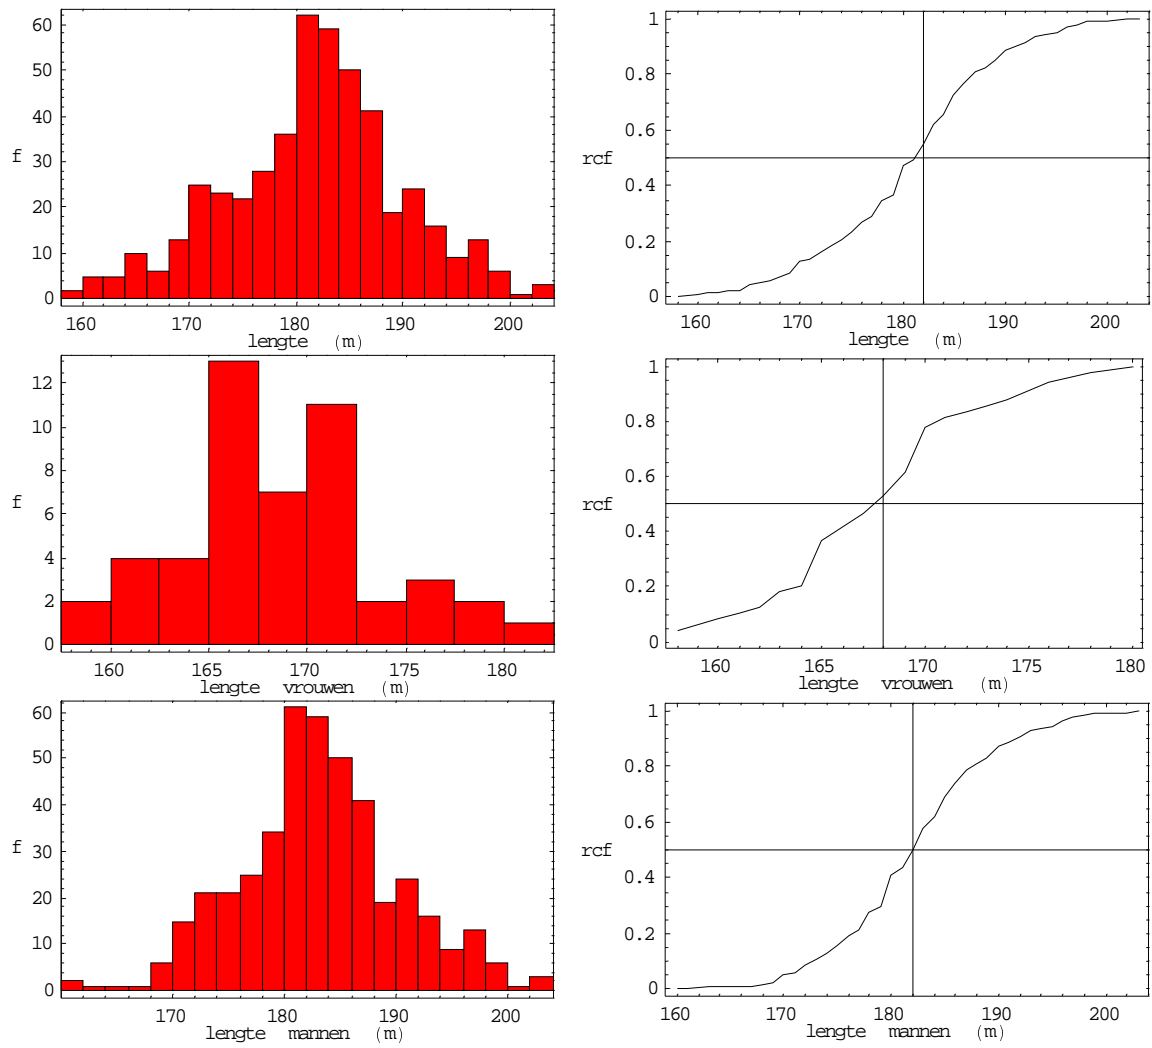 60
50
40
f
30
20
10
0
160 170 180 190 200
lengte (m)
1
0.8
0.6
rcf
0.4
0.2
0
160 170 180 190 200
lengte (m)
12
10
8
f
6
4
2
0
160 165 170 175 180
lengte vrouwen (m)
1
0.8
0.6
rcf
0.4
0.2
0
160 165 170 175 180
lengte vrouwen (m)
60
50
40
f
30
20
10
0
170 180 190 200
lengte mannen (m)
1
0.8
0.6
rcf
0.4
0.2
0
160 170 180 190 200
lengte mannen (m)